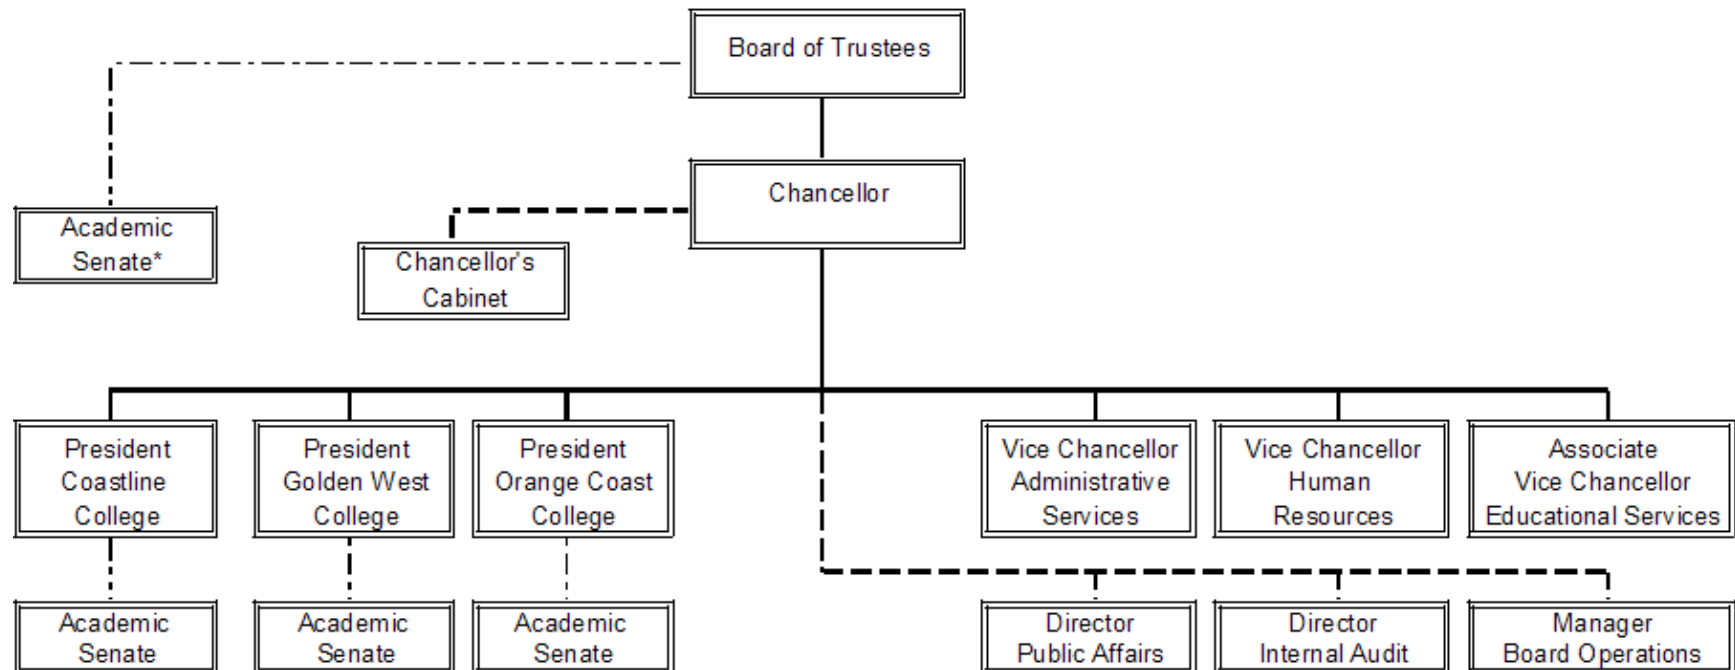 Board of Trustees
Chancellor
Academic
Senate*
Chancellor's
Cabinet
President
Coastline
College
President
Golden West
College
President
Orange Coast
College
Vice Chancellor
Administrative
Services
Vice Chancellor
Human
Resources
Associate
Vice Chancellor
Educational Services
Academic
Senate
Academic
Senate
Academic
Senate
Director
Public Affairs
Director
Internal Audit
Manager
Board Operations